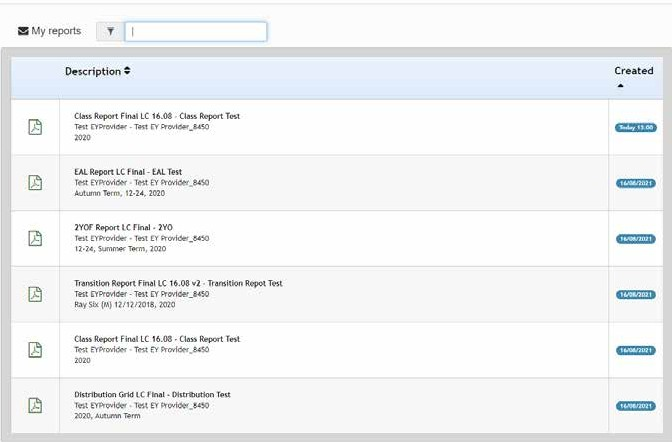 My reports
Description
Created
Class Report Final LC 16.08 - Class Report Test
Test EYProvider - Test EY Provider_8450
2020
Today 13:00
EAL Report LC Final - EAL Test
Test EYProvider - Test EY Provider_8450
Autumn Term, 12-24, 2020
16/08/2021
2YOF Report LC Final - 2YO
Test EYProvider - Test EY Provider_8450
12-24, Summer Term, 2020
16/08/2021
Transition Report Final LC 16.08 v2 - Transition Repot Test
Test EYProvider - Test EY Provider_8450
Ray Six (M) 12/12/2018, 2020
16/08/2021
Class Report Final LC 16.08 - Class Report Test
Test EYProvider - Test EY Provider_8450
2020
16/08/2021
Distribution Grid LC Final - Distribution Test
Test EYProvider - Test EY Provider_8450
2020, Autumn Term
16/08/2021